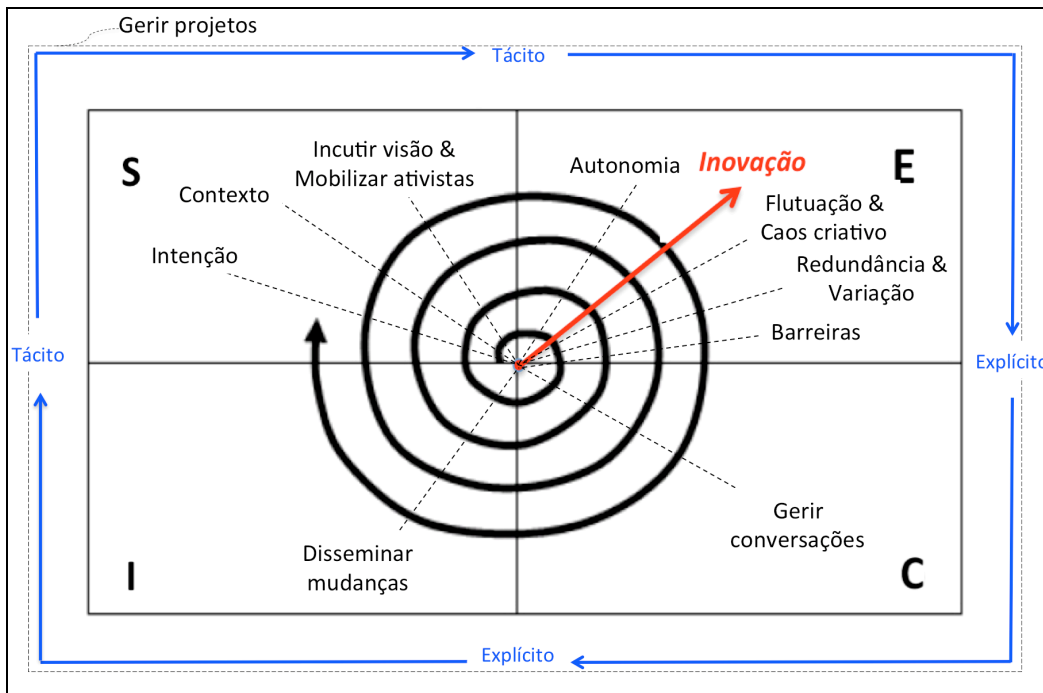 Gerir projetos
Tácito
S
Incutir visão &
Mobilizar ativistas
Contexto
Intenção
Autonomia
Inovação
E
Flutuação &
Caos criativo
Redundância &
Variação
Barreiras
Tácito
Explícito
Gerir
conversações
Disseminar
mudanças
I
C
Explícito